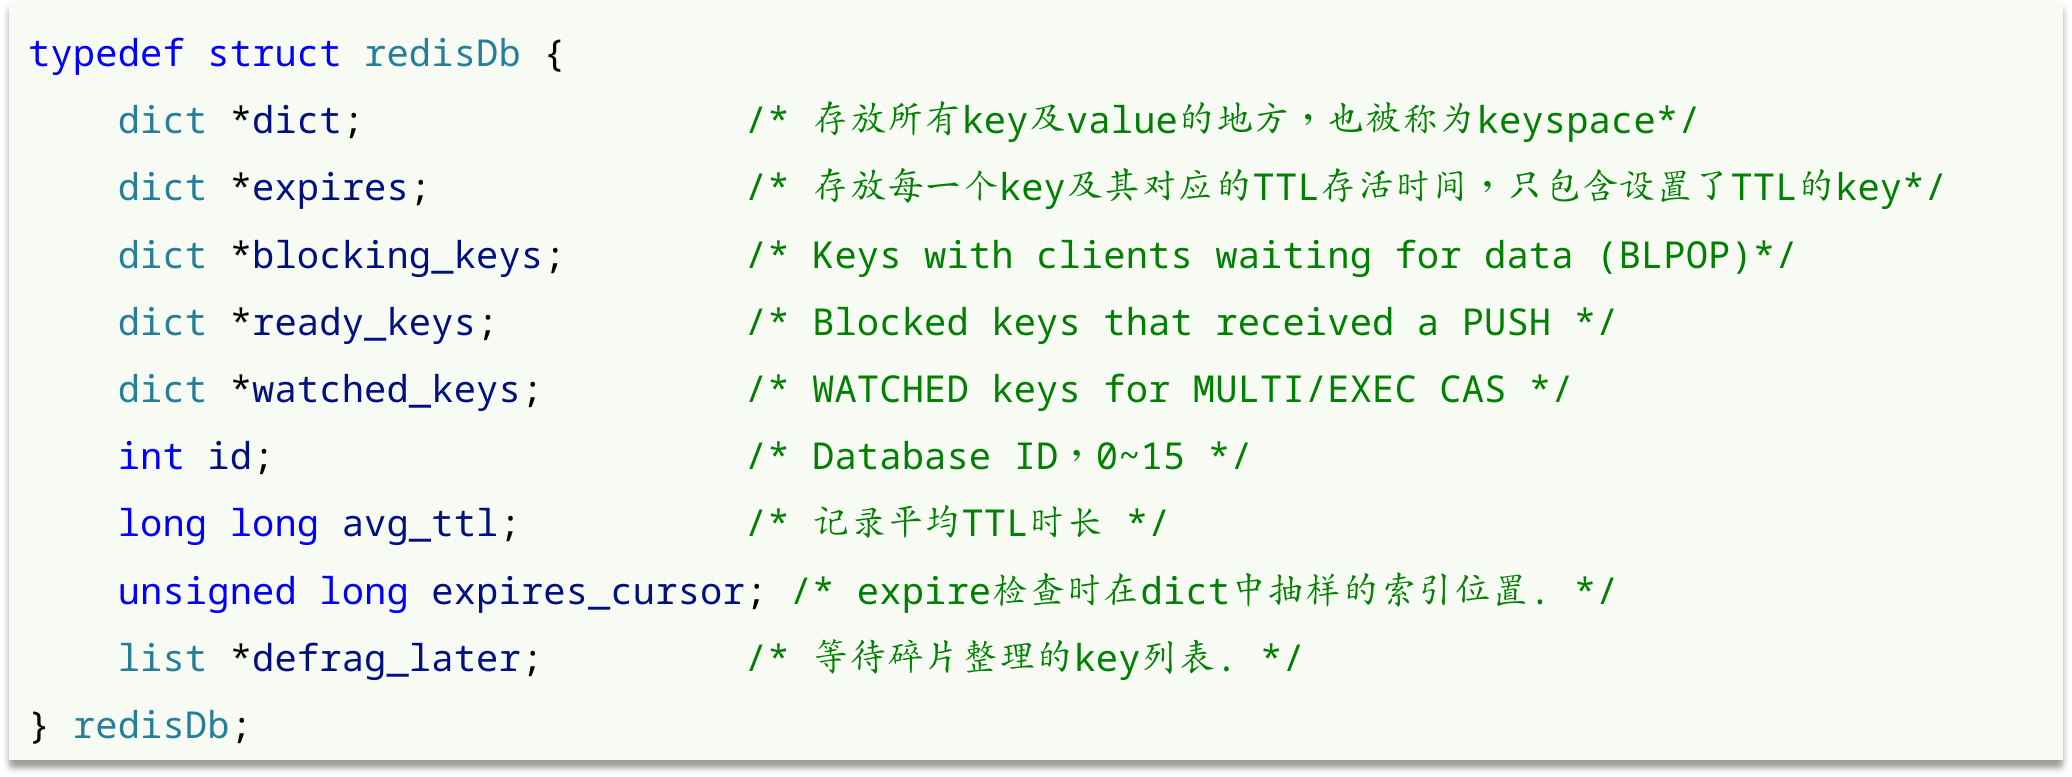 typedef struct redisDb {
    dict *dict;                 /* 存放所有key及value的地方，也被称为keyspace*/
    dict *expires;              /* 存放每一个key及其对应的TTL存活时间，只包含设置了TTL的key*/
    dict *blocking_keys;        /* Keys with clients waiting for data (BLPOP)*/
    dict *ready_keys;           /* Blocked keys that received a PUSH */
    dict *watched_keys;         /* WATCHED keys for MULTI/EXEC CAS */
    int id;                     /* Database ID，0~15 */
    long long avg_ttl;          /* 记录平均TTL时长 */
    unsigned long expires_cursor; /* expire检查时在dict中抽样的索引位置. */
    list *defrag_later;         /* 等待碎片整理的key列表. */
} redisDb;